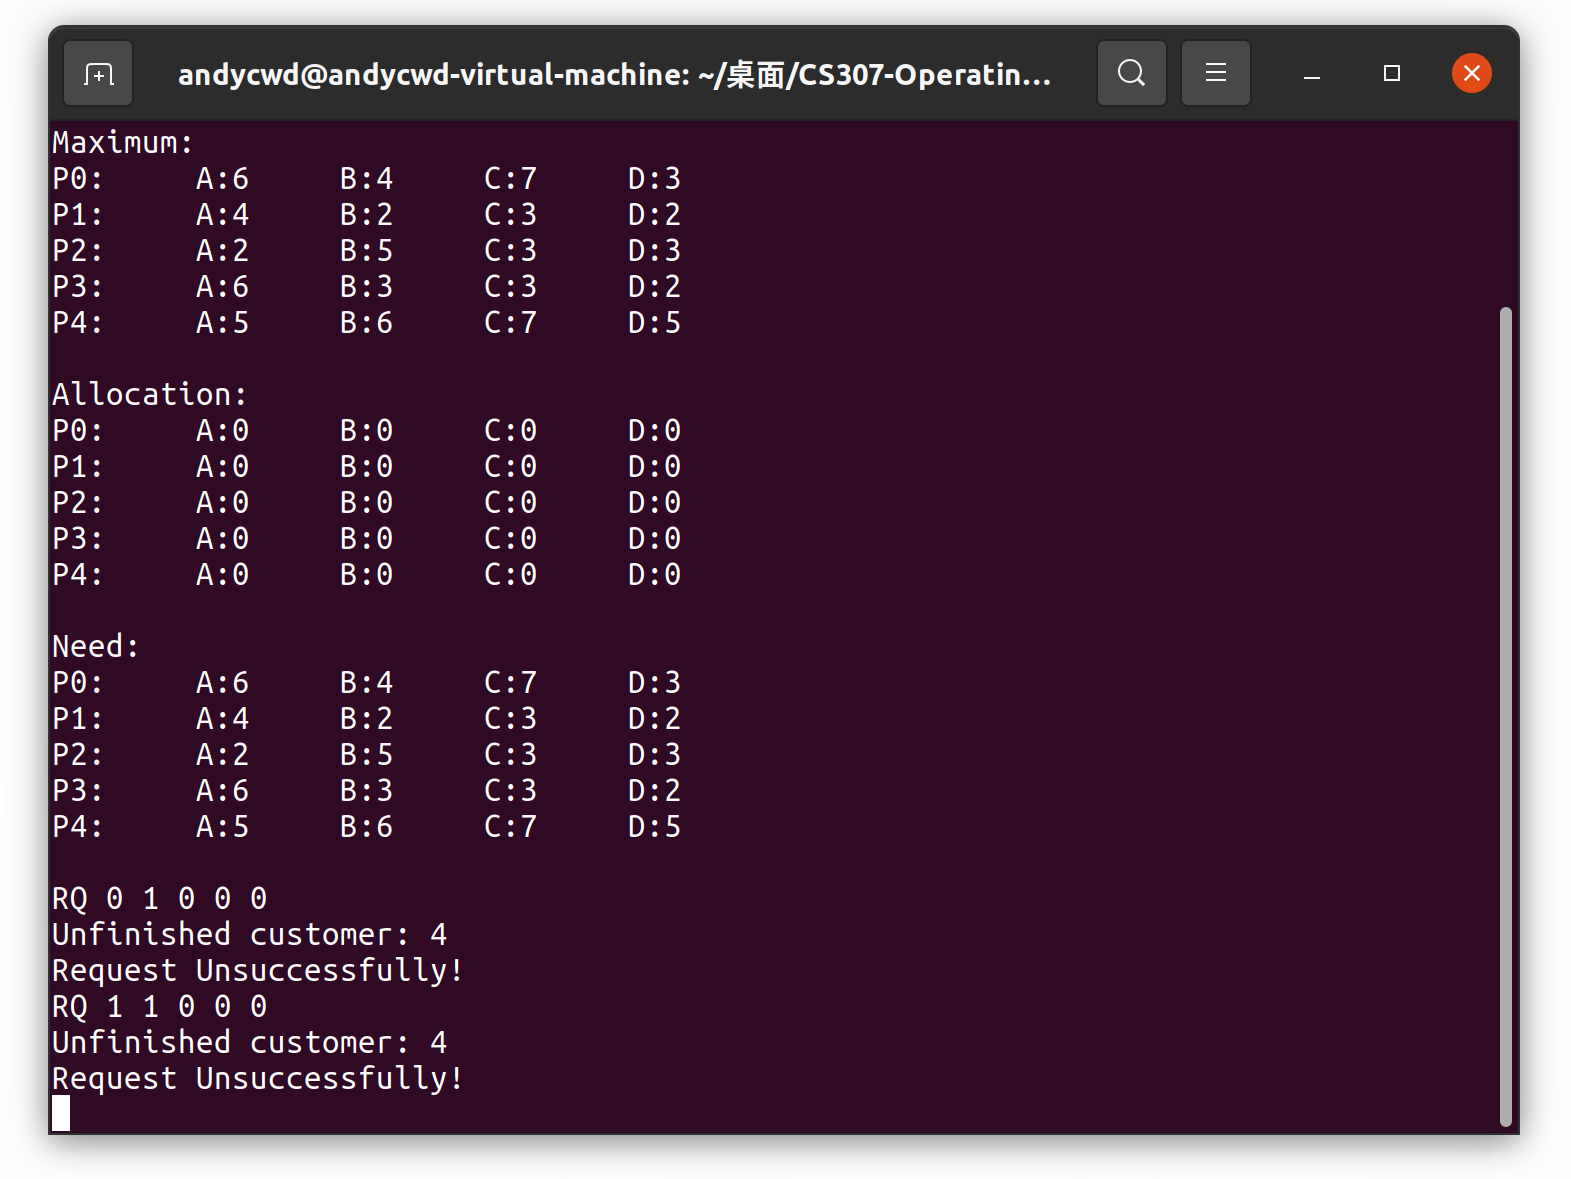 andycwd@andycwd-virtual-machine: ~/桌面/CS307-Operatin...
Maximum:
P0: A:6 B:4 C:7 D:3
P1: A:4 B:2 C:3 D:2
P2: A:2 B:5 C:3 D:3
P3: A:6 B:3 C:3 D:2
P4: A:5 B:6 C:7 D:5
Allocation:
P0: A:0 B:0 C:0 D:0
P1: A:0 B:0 C:0 D:0
P2: A:0 B:0 C:0 D:0
P3: A:0 B:0 C:0 D:0
P4: A:0 B:0 C:0 D:0
Need:
P0: A:6 B:4 C:7 D:3
P1: A:4 B:2 C:3 D:2
P2: A:2 B:5 C:3 D:3
P3: A:6 B:3 C:3 D:2
P4: A:5 B:6 C:7 D:5
RQ 0 1 0 0 0
Unfinished customer: 4
Request Unsuccessfully!
RQ 1 1 0 0 0
Unfinished customer: 4
Request Unsuccessfully!